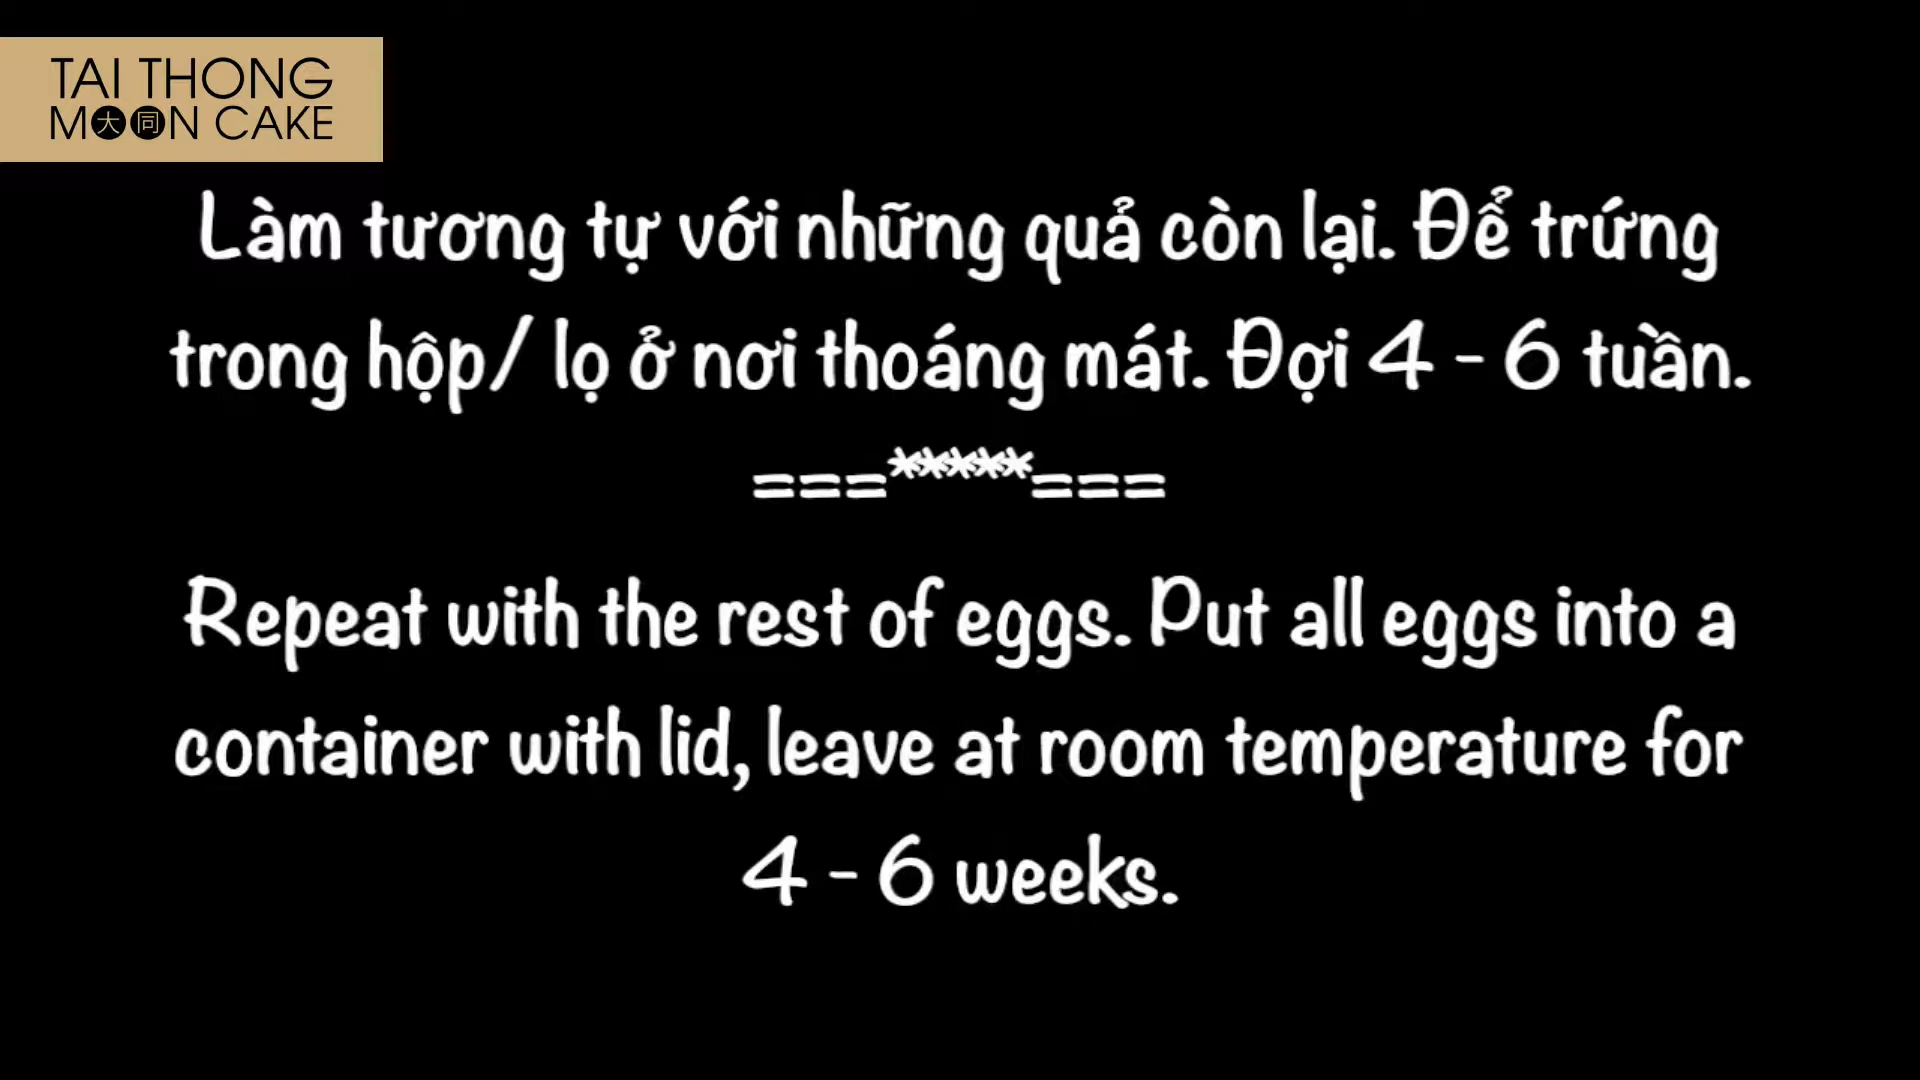 TAI THONG
MOON CAKE
大同
Làm tương tự với những quả còn lại. Để trứng
trong hộp/ lọ ở nơi thoáng mát. Đợi 4 - 6 tuần.
===*****===
Repeat with the rest of eggs. Put all eggs into a
container with lid, leave at room temperature for
4 - 6 weeks.